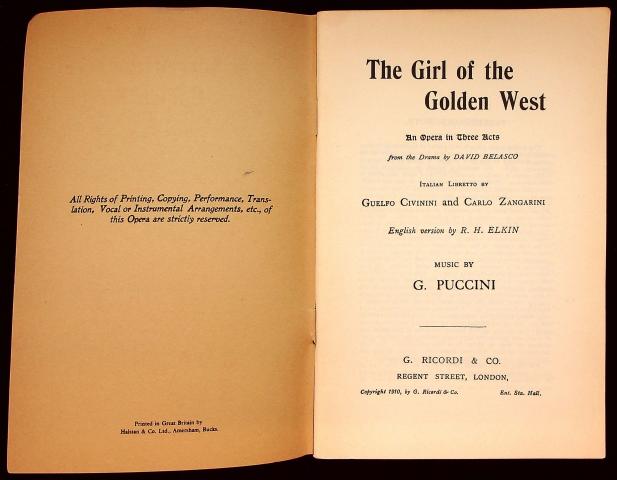 All Rights of Printing, Copying, Performance, Trans-
lation, Vocal or Instrumental Arrangements, etc., of
this Opera are strictly reserved.
Printed in Great Britain by
Halstan & Co. Ltd., Amersham, Bucks.
The Girl of the
Golden West
An Opera in Three Acts
from the Drama by DAVID BELASCO
ITALIAN LIBRETTO BY
GUELFO CIVININI AND CARLO ZANGARINI
English version by R. H. ELKIN
MUSIC BY
G. PUCCINI
G. RICORDI & CO.
REGENT STREET, LONDON,
Copyright 1910, by G. Ricordi & Co. Ent. Sta. Hall.